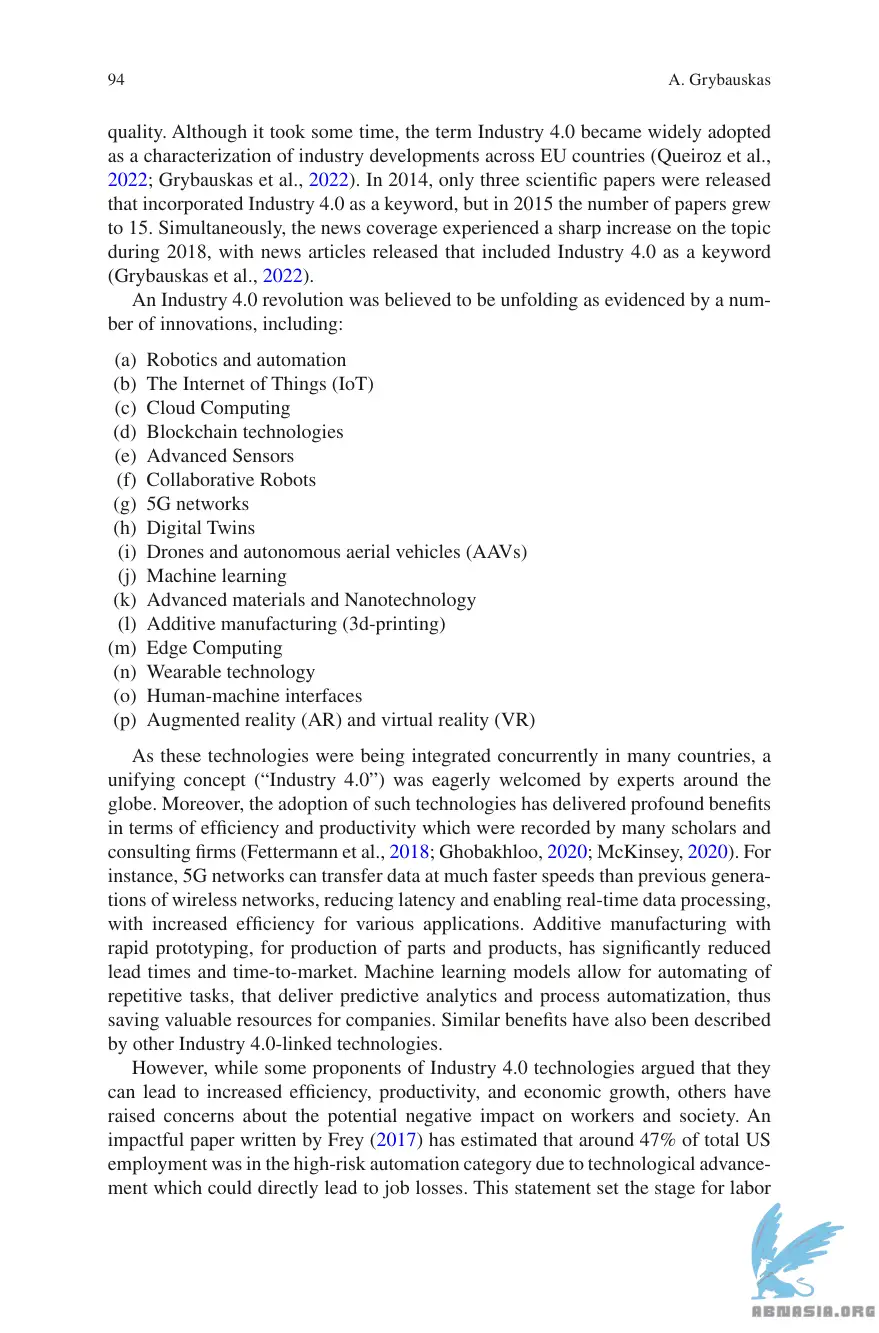 94
A. Grybauskas
quality. Although it took some time, the term Industry 4.0 became widely adopted
as a characterization of industry developments across EU countries (Queiroz et al.,
2022; Grybauskas et al., 2022). In 2014, only three scientific papers were released
that incorporated Industry 4.0 as a keyword, but in 2015 the number of papers grew
to 15. Simultaneously, the news coverage experienced a sharp increase on the topic
during 2018, with news articles released that included Industry 4.0 as a keyword
(Grybauskas et al., 2022).
An Industry 4.0 revolution was believed to be unfolding as evidenced by a num-
ber of innovations, including:
(a) Robotics and automation
(b) The Internet of Things (IoT)
(c) Cloud Computing
(d) Blockchain technologies
(e) Advanced Sensors
(f) Collaborative Robots
(g) 5G networks
(h) Digital Twins
(i) Drones and autonomous aerial vehicles (AAVs)
(j) Machine learning
(k) Advanced materials and Nanotechnology
(l) Additive manufacturing (3d-printing)
(m) Edge Computing
(n) Wearable technology
(o) Human-machine interfaces
(p) Augmented reality (AR) and virtual reality (VR)
As these technologies were being integrated concurrently in many countries, a
unifying concept (“Industry 4.0”) was eagerly welcomed by experts around the
globe. Moreover, the adoption of such technologies has delivered profound benefits
in terms of efficiency and productivity which were recorded by many scholars and
consulting firms (Fettermann et al., 2018; Ghobakhloo, 2020; McKinsey, 2020). For
instance, 5G networks can transfer data at much faster speeds than previous genera-
tions of wireless networks, reducing latency and enabling real-time data processing,
with increased efficiency for various applications. Additive manufacturing with
rapid prototyping, for production of parts and products, has significantly reduced
lead times and time-to-market. Machine learning models allow for automating of
repetitive tasks, that deliver predictive analytics and process automatization, thus
saving valuable resources for companies. Similar benefits have also been described
by other Industry 4.0-linked technologies.
However, while some proponents of Industry 4.0 technologies argued that they
can lead to increased efficiency, productivity, and economic growth, others have
raised concerns about the potential negative impact on workers and society. An
impactful paper written by Frey (2017) has estimated that around 47% of total US
employment was in the high-risk automation category due to technological advance-
ment which could directly lead to job losses. This statement set the stage for labor
ABNASIA.ORG